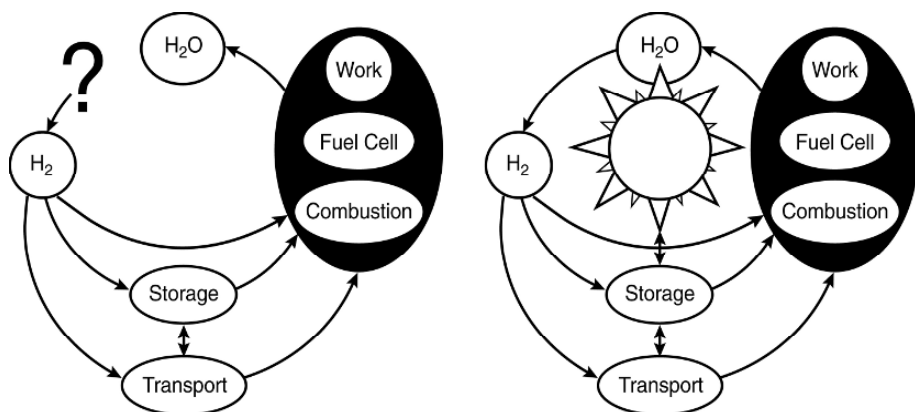 ?
H₂O
Work
H₂
Fuel Cell
Combustion
Storage
Transport
H₂O
Work
H₂
Fuel Cell
Combustion
Storage
Transport